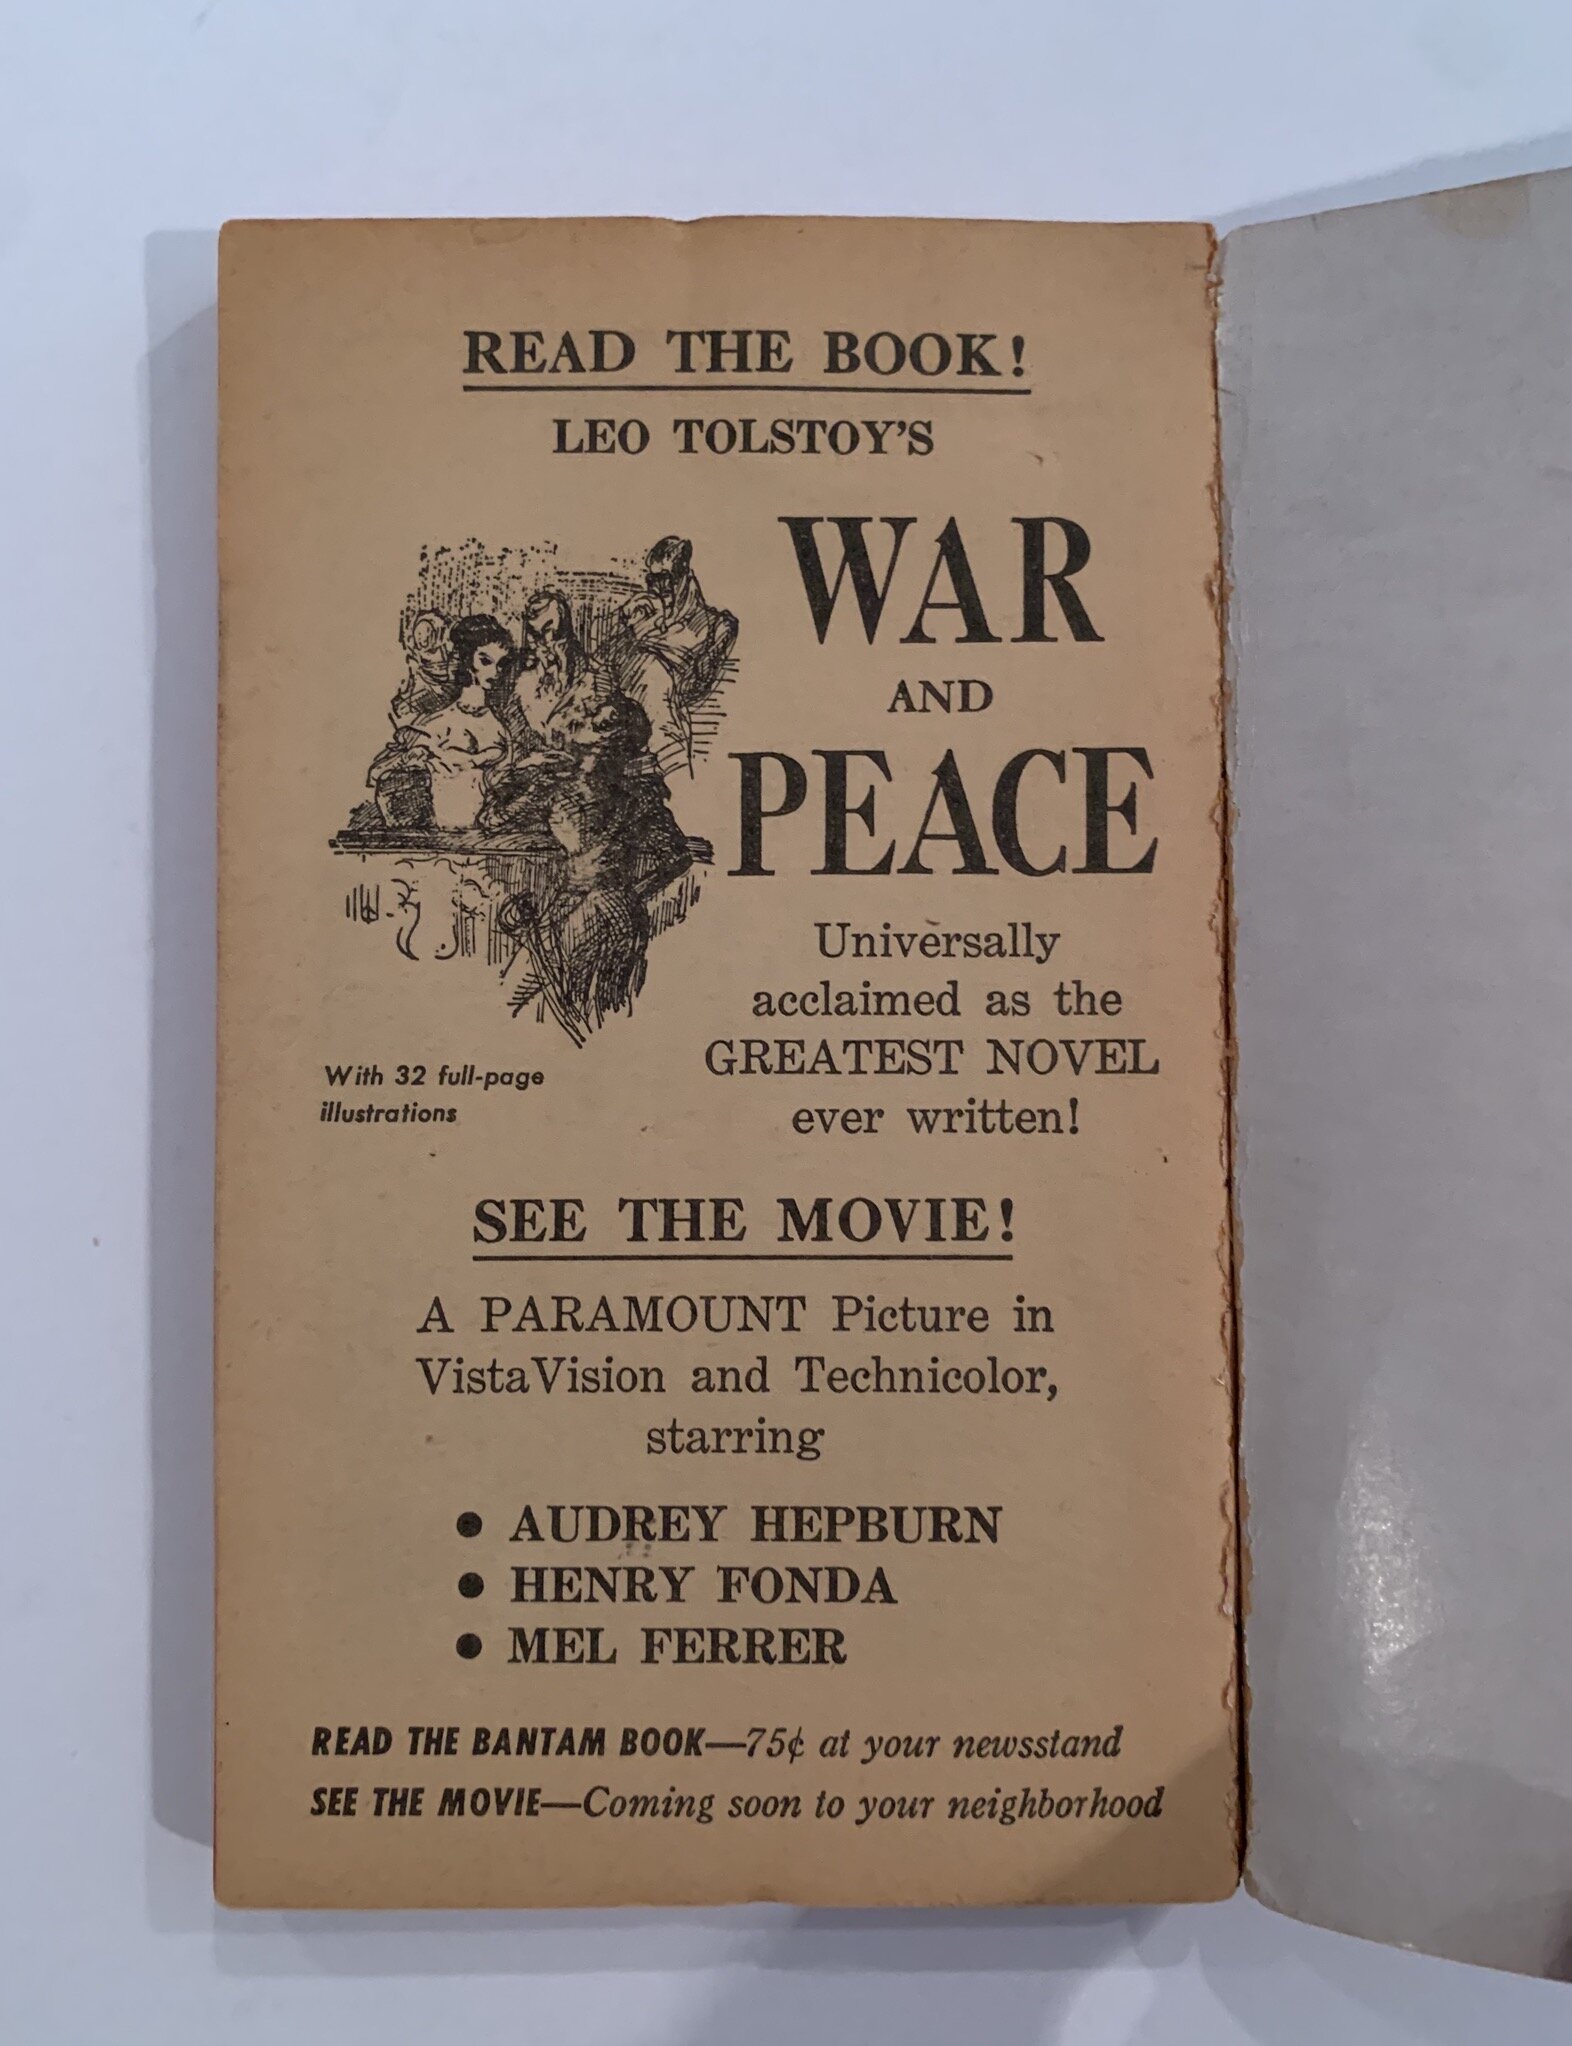 READ THE BOOK!
LEO TOLSTOY'S
WAR
AND
PEACE
Universally
acclaimed as the
GREATEST NOVEL
ever written!
With 32 full-page
illustrations
SEE THE MOVIE!
A PARAMOUNT Picture in
VistaVision and Technicolor,
starring
● AUDREY HEPBURN
● HENRY FONDA
● MEL FERRER
READ THE BANTAM BOOK—75¢ at your newsstand
SEE THE MOVIE—Coming soon to your neighborhood